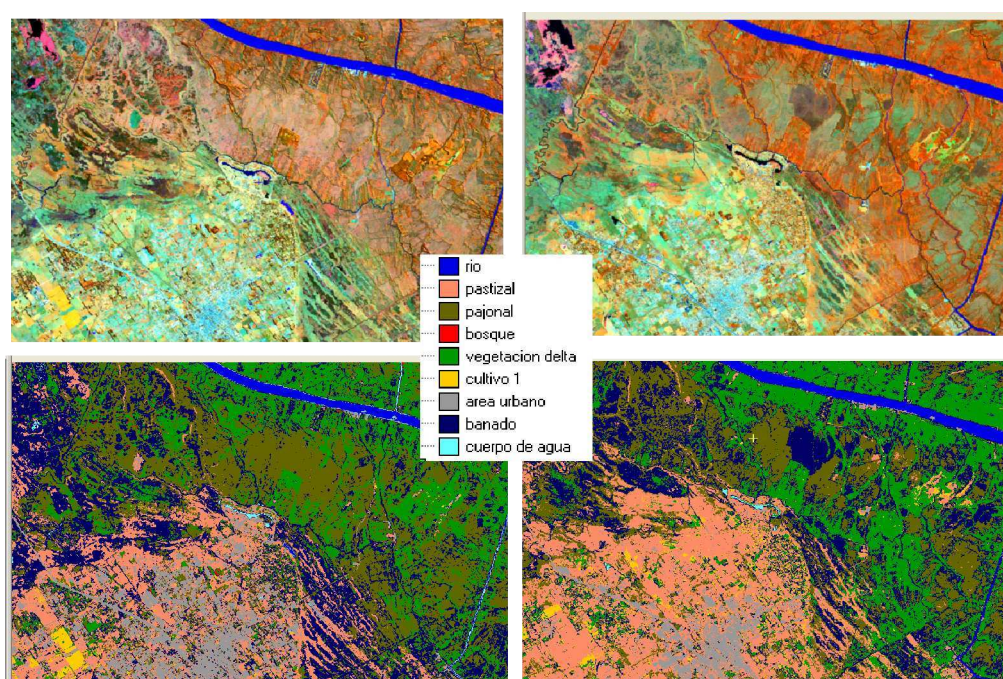 rio
pastizal
pajonal
bosque
vegetacion delta
cultivo 1
area urbano
banado
cuerpo de agua